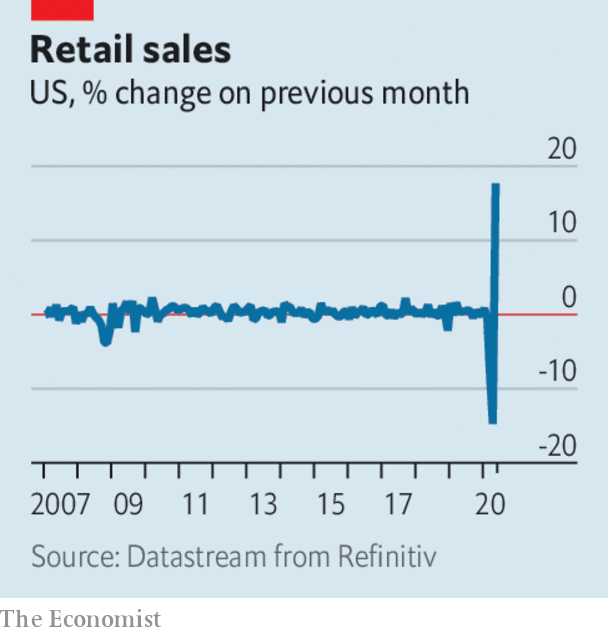 Retail sales
US, % change on previous month
20
10
0
-10
-20
2007 09 11 13 15 17 20
Source: Datastream from Refinitiv
The Economist